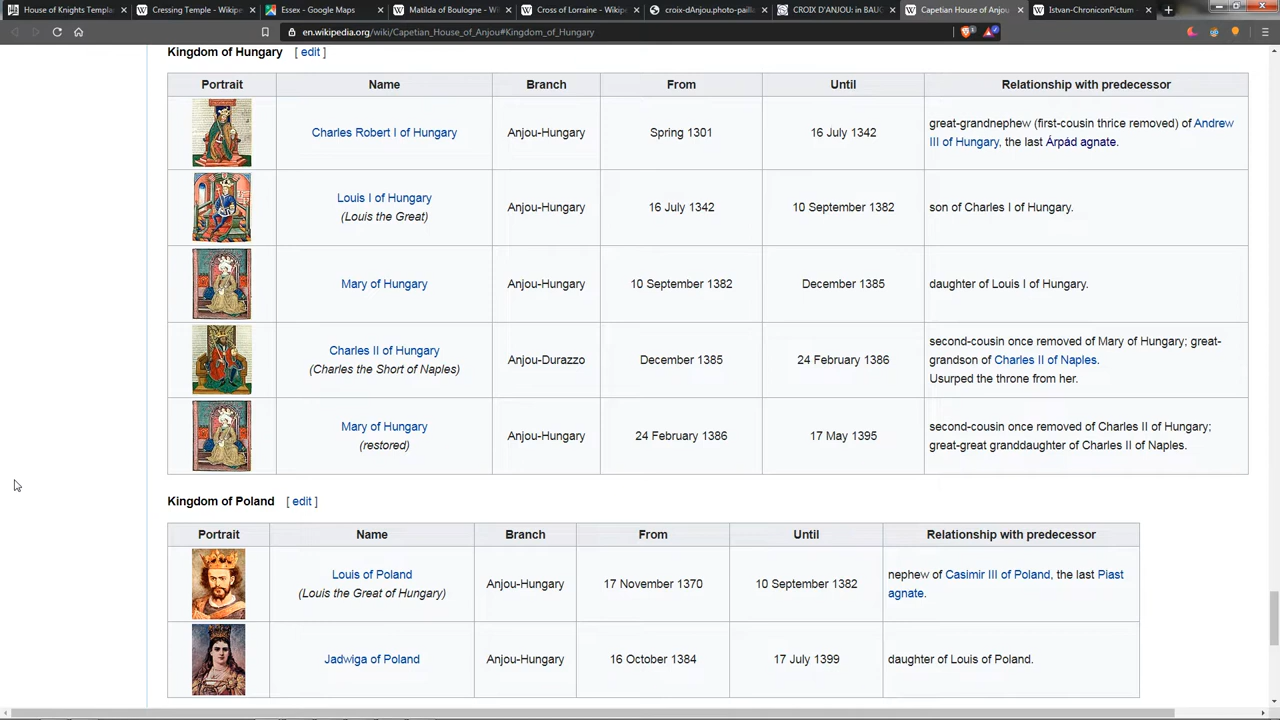 House of Knights Templa
Cressing Temple - Wikipe
Essex - Google Maps
Matilda of Boulogne - Wi
Cross of Lorraine - Wikipe
croix-dAnjou-recto-pailla
CROIX D'ANJOU: in BAUG
Capetian House of Anjou
Istvan-ChroniconPictum
en.wikipedia.org/wiki/Capetian_House_of_Anjou#Kingdom_of_Hungary
Kingdom of Hungary [ edit ]
Portrait Name Branch From Until Relationship with predecessor
Charles Robert I of Hungary Anjou-Hungary Spring 1301 16 July 1342 great-grandnephew (first-cousin thrice removed) of Andrew
III of Hungary, the last Árpád agnate.
Louis I of Hungary
(Louis the Great) Anjou-Hungary 16 July 1342 10 September 1382 son of Charles I of Hungary.
Mary of Hungary Anjou-Hungary 10 September 1382 December 1385 daughter of Louis I of Hungary.
Charles II of Hungary
(Charles the Short of Naples) Anjou-Durazzo December 1385 24 February 1386 second-cousin once removed of Mary of Hungary; great-
grandson of Charles II of Naples.
Usurped the throne from her.
Mary of Hungary
(restored) Anjou-Hungary 24 February 1386 17 May 1395 second-cousin once removed of Charles II of Hungary;
great-great granddaughter of Charles II of Naples.
Kingdom of Poland [ edit ]
Portrait Name Branch From Until Relationship with predecessor
Louis of Poland
(Louis the Great of Hungary) Anjou-Hungary 17 November 1370 10 September 1382 nephew of Casimir III of Poland, the last Piast
agnate.
Jadwiga of Poland Anjou-Hungary 16 October 1384 17 July 1399 daughter of Louis of Poland.